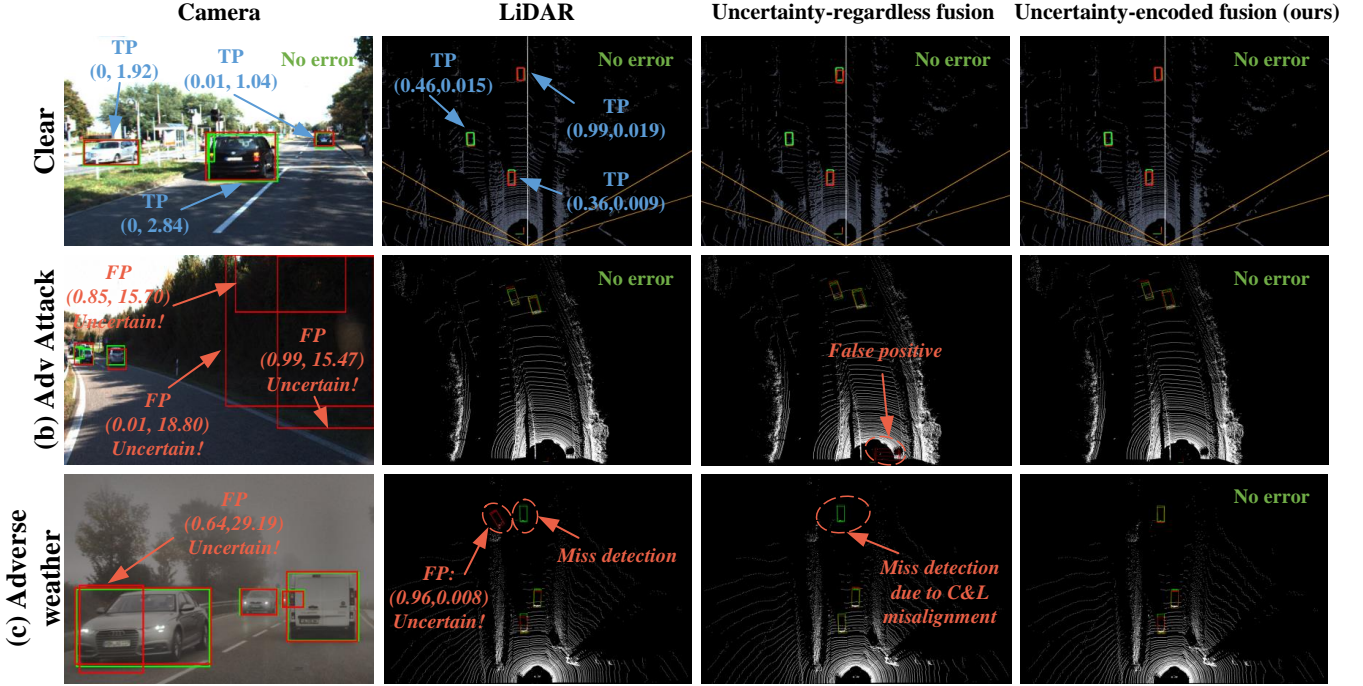 Camera
LiDAR
Uncertainty-regardless fusion
Uncertainty-encoded fusion (ours)
Clear
TP
(0, 1.92)
TP
(0.01, 1.04)
No error
TP
(0, 2.84)
TP
(0.46,0.015)
No error
TP
(0.99,0.019)
TP
(0.36,0.009)
No error
No error
(b) Adv Attack
FP
(0.85, 15.70)
Uncertain!
FP
(0.99, 15.47)
Uncertain!
FP
(0.01, 18.80)
Uncertain!
No error
False positive
No error
(c) Adverse
weather
FP
(0.64,29.19)
Uncertain!
Miss detection
FP:
(0.96,0.008)
Uncertain!
Miss detection
due to C&L
misalignment
No error